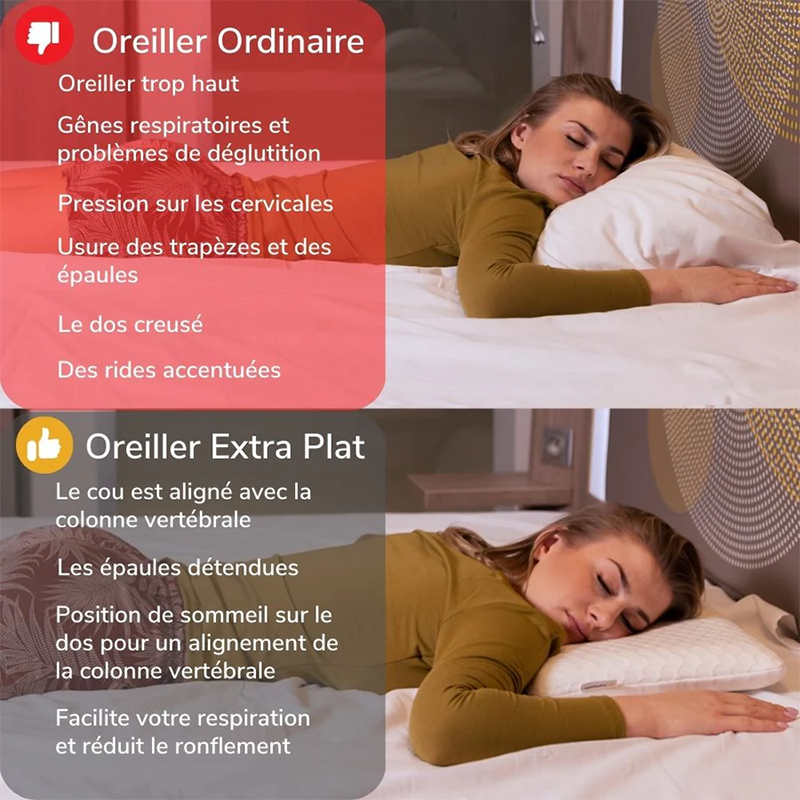 Oreiller Ordinaire
Oreiller trop haut
Gênes respiratoires et
problèmes de déglutition
Pression sur les cervicales
Usure des trapèzes et des
épaules
Le dos creusé
Des rides accentuées
Oreiller Extra Plat
Le cou est aligné avec la
colonne vertébrale
Les épaules détendues
Position de sommeil sur le
dos pour un alignement de
la colonne vertébrale
Facilite votre respiration
et réduit le ronflement